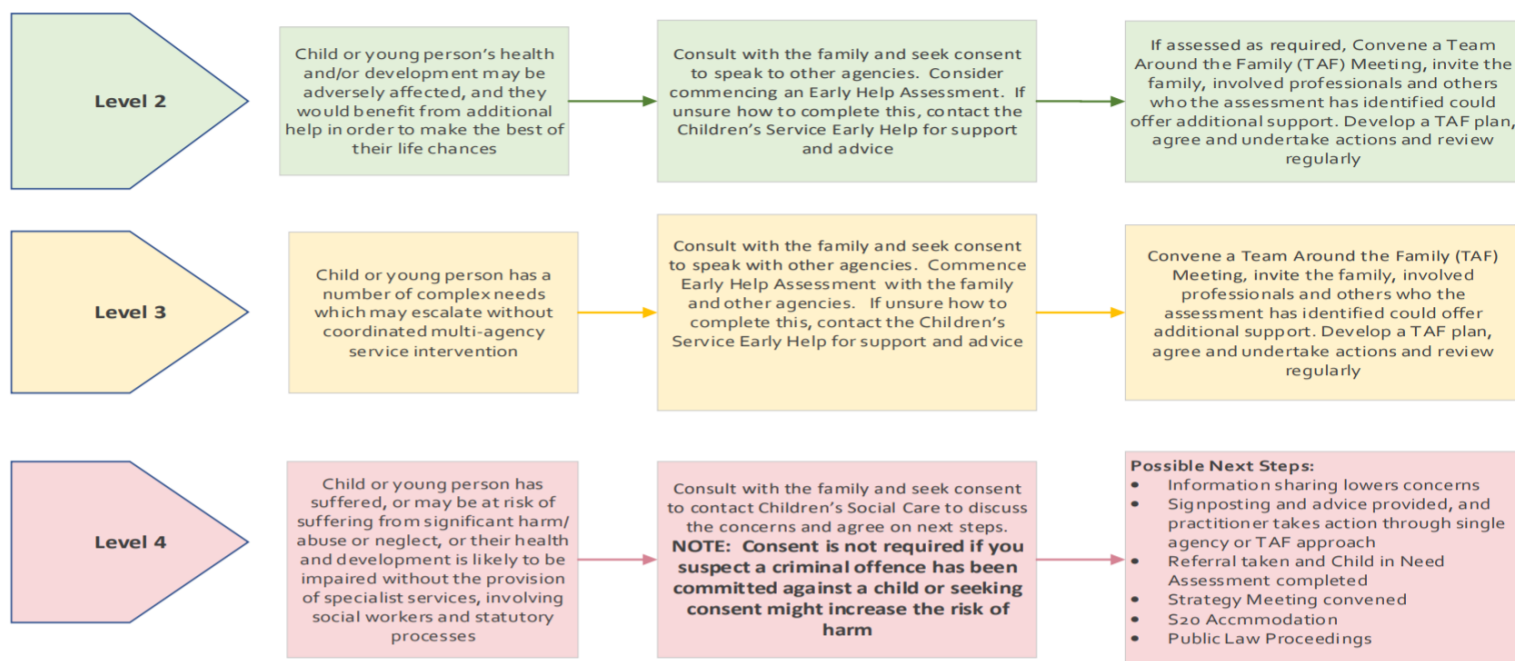 Level 2
Child or young person's health
and/or development may be
adversely affected, and they
would benefit from additional
help in order to make the best of
their life chances
Consult with the family and seek consent
to speak to other agencies.  Consider
commencing an Early Help Assessment.  If
unsure how to complete this, contact the
Children's Service Early Help for support
and advice
If assessed as required, Convene a Team
Around the Family (TAF) Meeting, invite the
family, involved professionals and others
who the assessment has identified could
offer additional support. Develop a TAF plan,
agree and undertake actions and review
regularly
Level 3
Child or young person has a
number of complex needs
which may escalate without
coordinated multi-agency
service intervention
Consult with the family and seek consent
to speak with other agencies.  Commence
Early Help Assessment  with the family
and other agencies.   If unsure how to
complete this, contact the Children's
Service Early Help for support and advice
Convene a Team Around the Family (TAF)
Meeting, invite the family, involved
professionals and others who the
assessment has identified could offer
additional support. Develop a TAF plan,
agree and undertake actions and review
regularly
Level 4
Child or young person has
suffered, or may be at risk of
suffering from significant harm/
abuse or neglect, or their health
and development is likely to be
impaired without the provision
of specialist services, involving
social workers and statutory
processes
Consult with the family and seek consent
to contact Children's Social Care to discuss
the concerns and agree on next steps.
NOTE:  Consent is not required if you
suspect a criminal offence has been
committed against a child or seeking
consent might increase the risk of
harm
Possible Next Steps:
• Information sharing lowers concerns
• Signposting and advice provided, and
practitioner takes action through single
agency or TAF approach
• Referral taken and Child in Need
Assessment completed
• Strategy Meeting convened
• S20 Accmmodation
• Public Law Proceedings